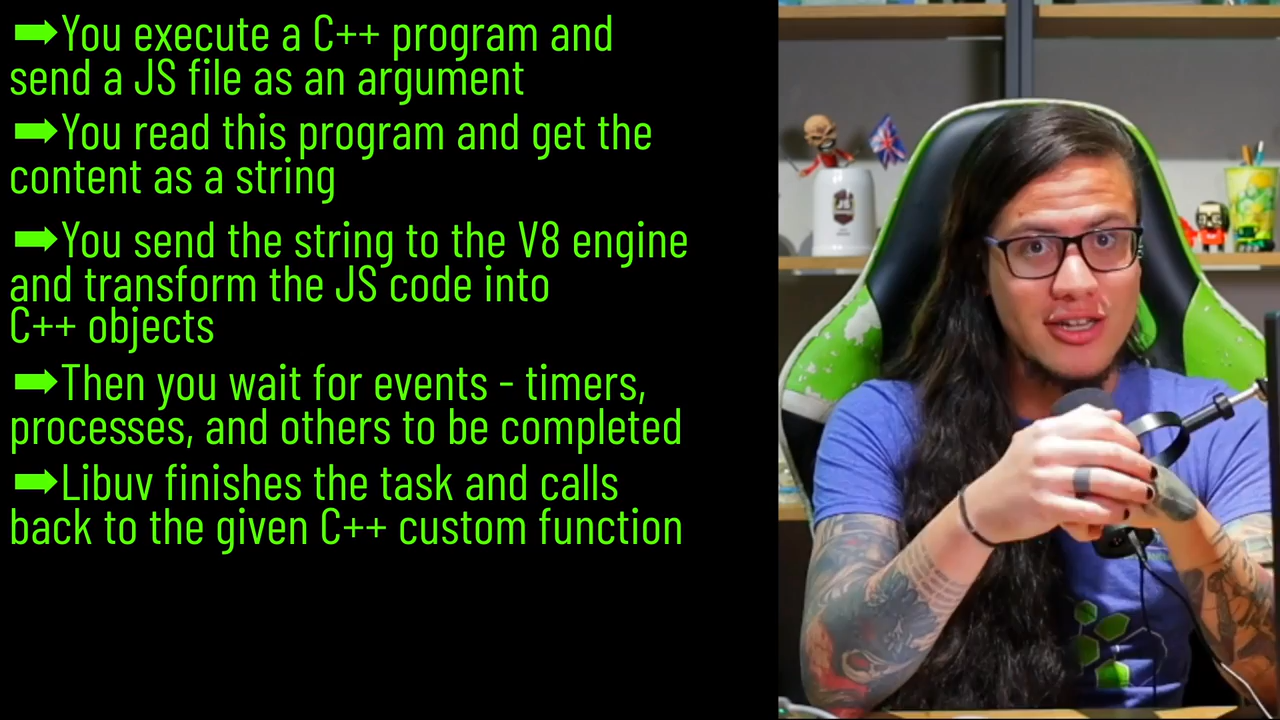 ➡You execute a C++ program and
send a JS file as an argument
➡You read this program and get the
content as a string
➡You send the string to the V8 engine
and transform the JS code into
C++ objects
➡Then you wait for events - timers,
processes, and others to be completed
➡Libuv finishes the task and calls
back to the given C++ custom function
JS